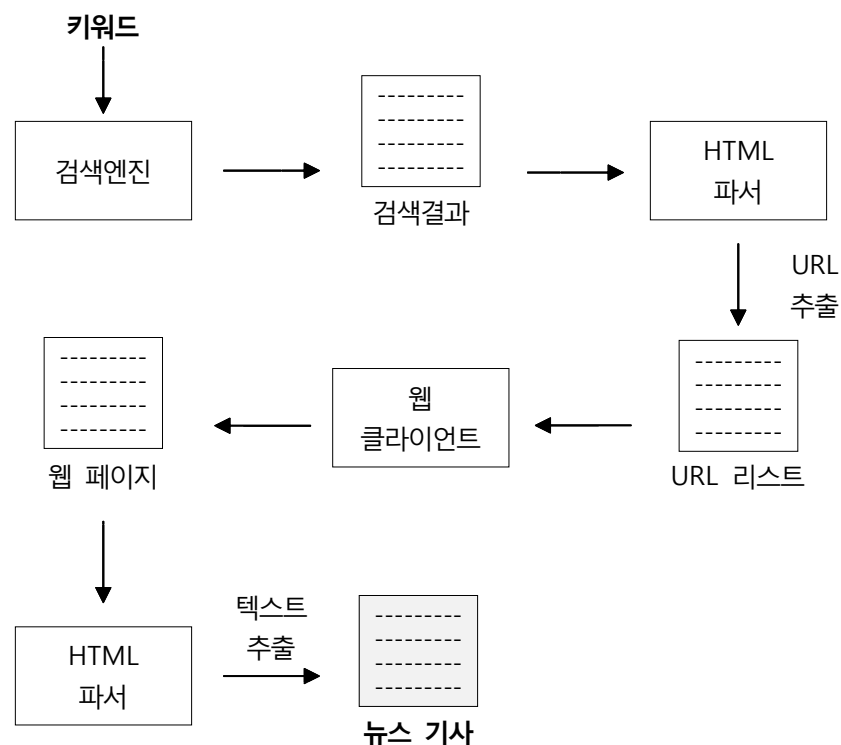 키워드
검색엔진
검색결과
HTML
파서
URL
추출
URL 리스트
웹
클라이언트
웹 페이지
HTML
파서
텍스트
추출
뉴스 기사